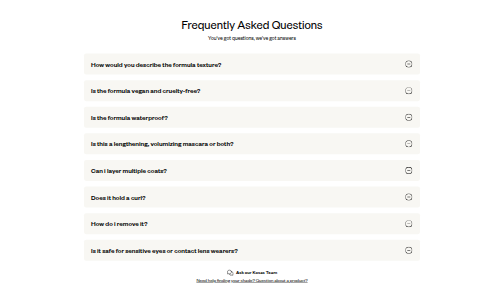 Frequently Asked Questions
You've got questions, we've got answers
How would you describe the formula texture?
Is the formula vegan and cruelty-free?
Is the formula waterproof?
Is this a lengthening, volumizing mascara or both?
Can I layer multiple coats?
Does it hold a curl?
How do I remove it?
Is it safe for sensitive eyes or contact lens wearers?
Ask our Kosas Team
Need help finding your shade? Question about a product?